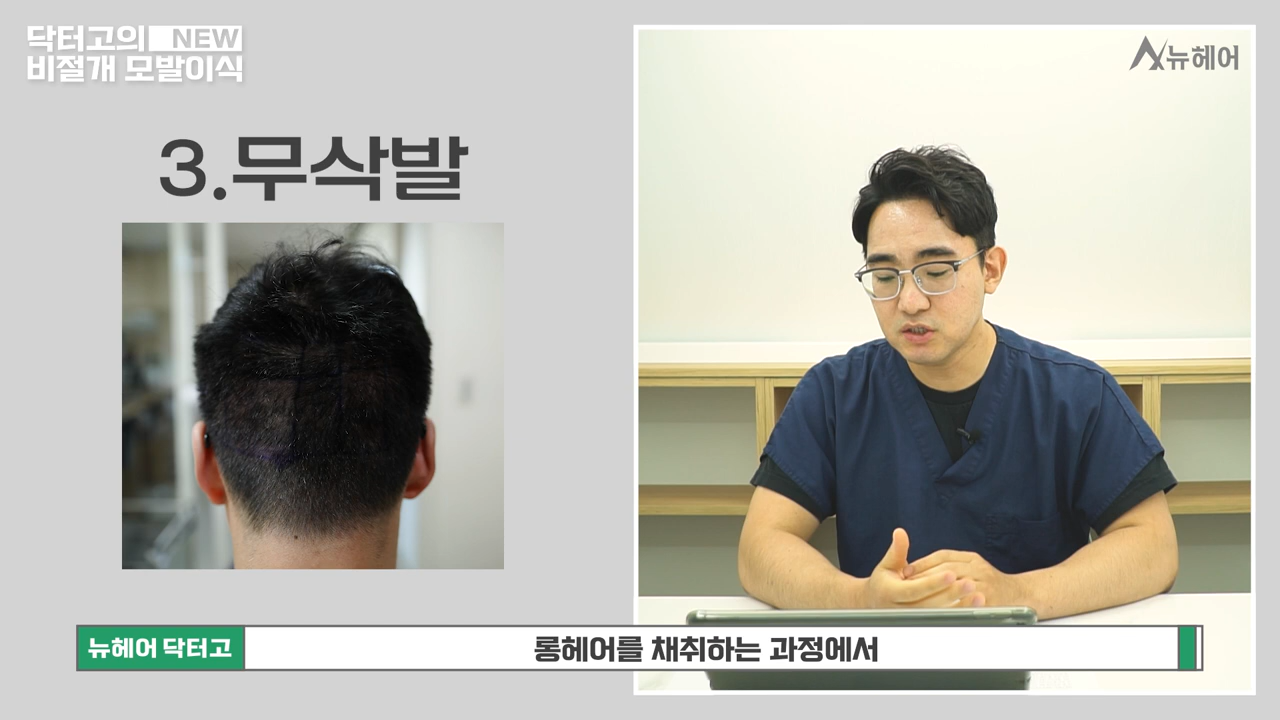 닥터고의 NEW
비절개 모발이식
뉴헤어
3.무삭발
뉴헤어 닥터고
롱헤어를 채취하는 과정에서